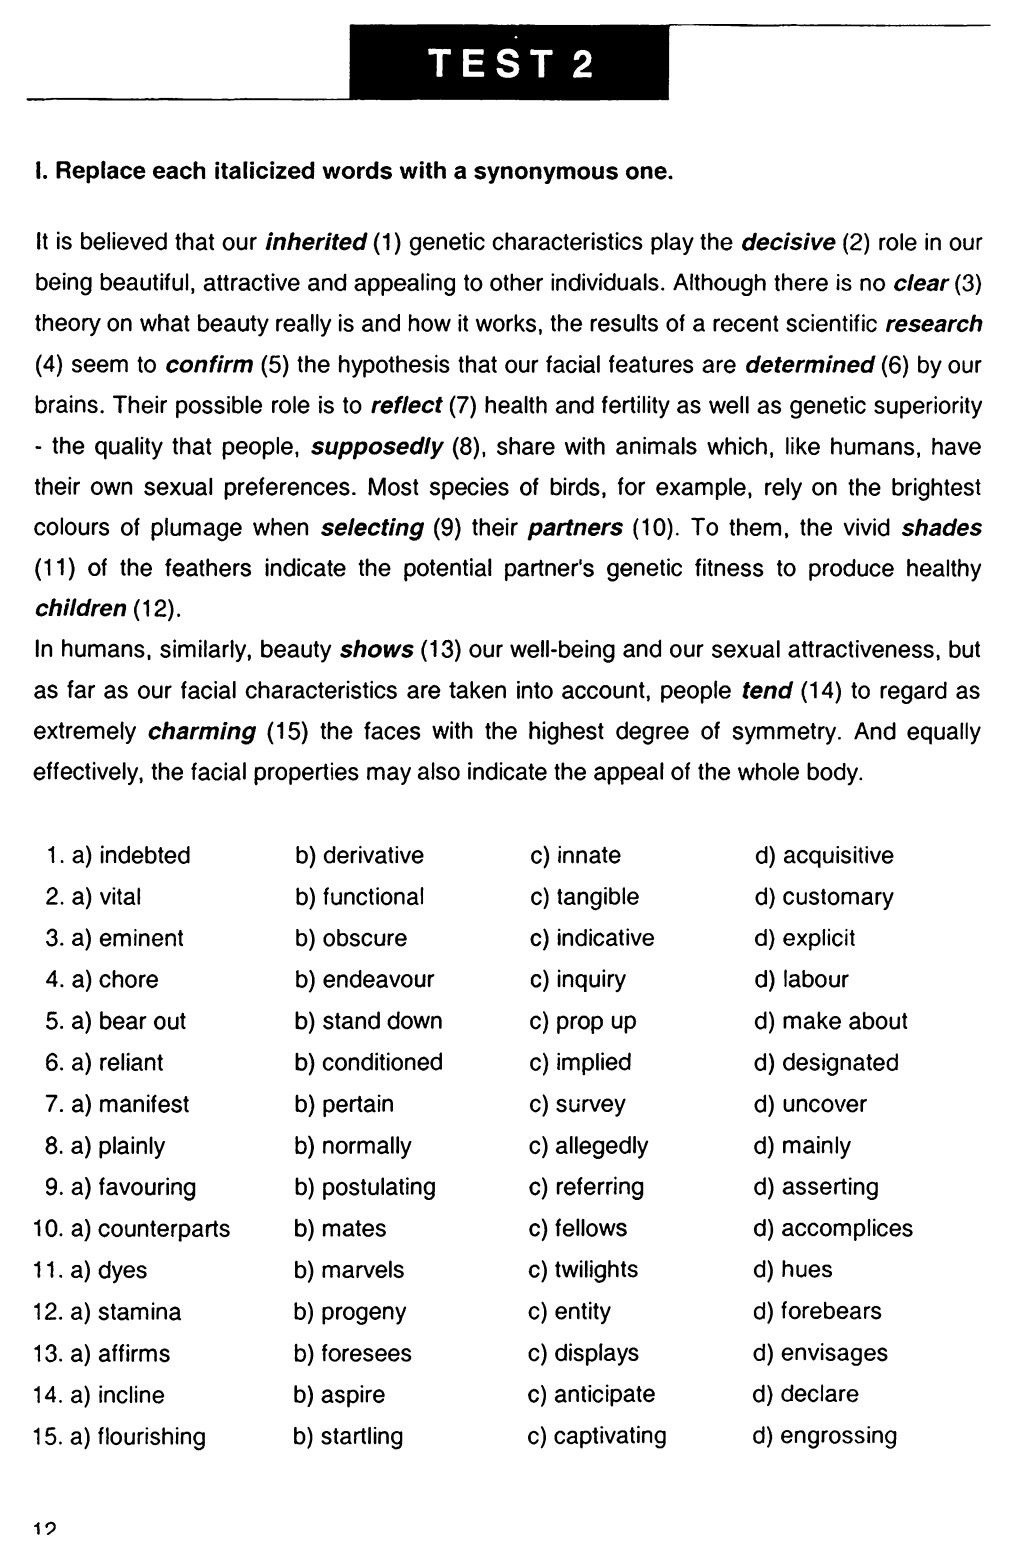 TEST 2
I. Replace each italicized words with a synonymous one.
It is believed that our inherited (1) genetic characteristics play the decisive (2) role in our
being beautiful, attractive and appealing to other individuals. Although there is no clear (3)
theory on what beauty really is and how it works, the results of a recent scientific research
(4) seem to confirm (5) the hypothesis that our facial features are determined (6) by our
brains. Their possible role is to reflect (7) health and fertility as well as genetic superiority
- the quality that people, supposedly (8), share with animals which, like humans, have
their own sexual preferences. Most species of birds, for example, rely on the brightest
colours of plumage when selecting (9) their partners (10). To them, the vivid shades
(11) of the feathers indicate the potential partner's genetic fitness to produce healthy
children (12).
In humans, similarly, beauty shows (13) our well-being and our sexual attractiveness, but
as far as our facial characteristics are taken into account, people tend (14) to regard as
extremely charming (15) the faces with the highest degree of symmetry. And equally
effectively, the facial properties may also indicate the appeal of the whole body.
1. a) indebted b) derivative c) innate d) acquisitive
2. a) vital b) functional c) tangible d) customary
3. a) eminent b) obscure c) indicative d) explicit
4. a) chore b) endeavour c) inquiry d) labour
5. a) bear out b) stand down c) prop up d) make about
6. a) reliant b) conditioned c) implied d) designated
7. a) manifest b) pertain c) survey d) uncover
8. a) plainly b) normally c) allegedly d) mainly
9. a) favouring b) postulating c) referring d) asserting
10. a) counterparts b) mates c) fellows d) accomplices
11. a) dyes b) marvels c) twilights d) hues
12. a) stamina b) progeny c) entity d) forebears
13. a) affirms b) foresees c) displays d) envisages
14. a) incline b) aspire c) anticipate d) declare
15. a) flourishing b) startling c) captivating d) engrossing
12